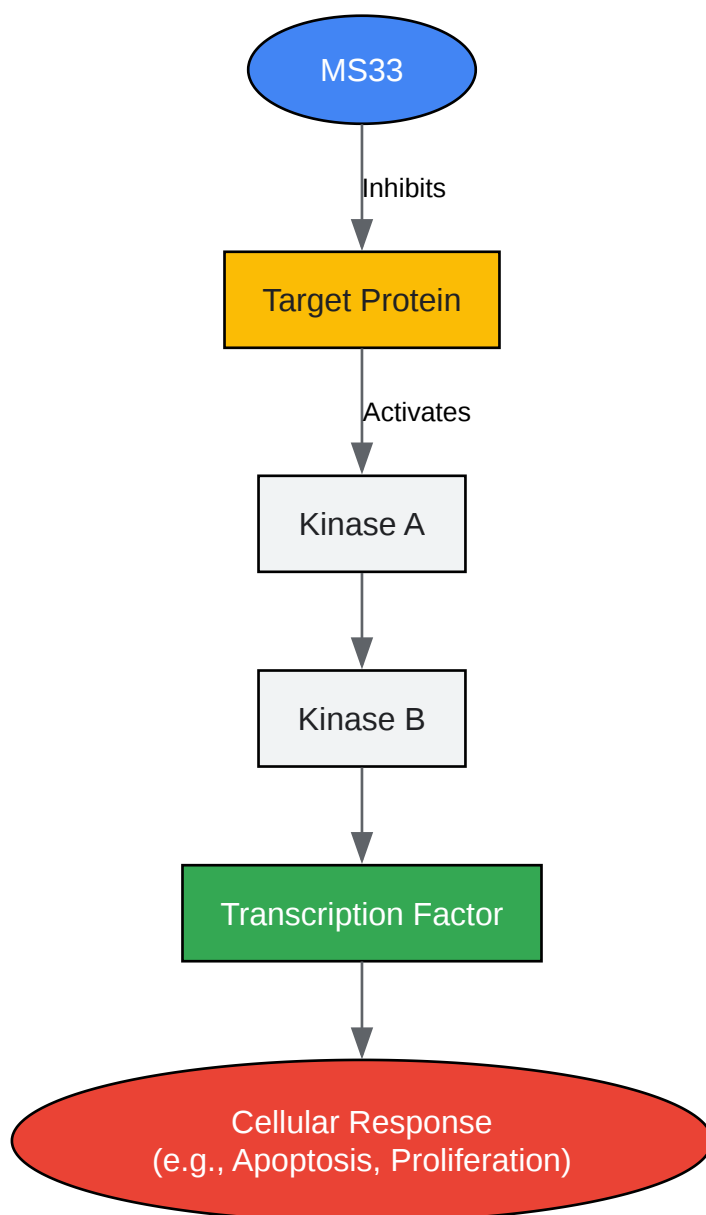 MS33
Inhibits
Target Protein
Activates
Kinase A
Kinase B
Transcription Factor
Cellular Response
(e.g., Apoptosis, Proliferation)